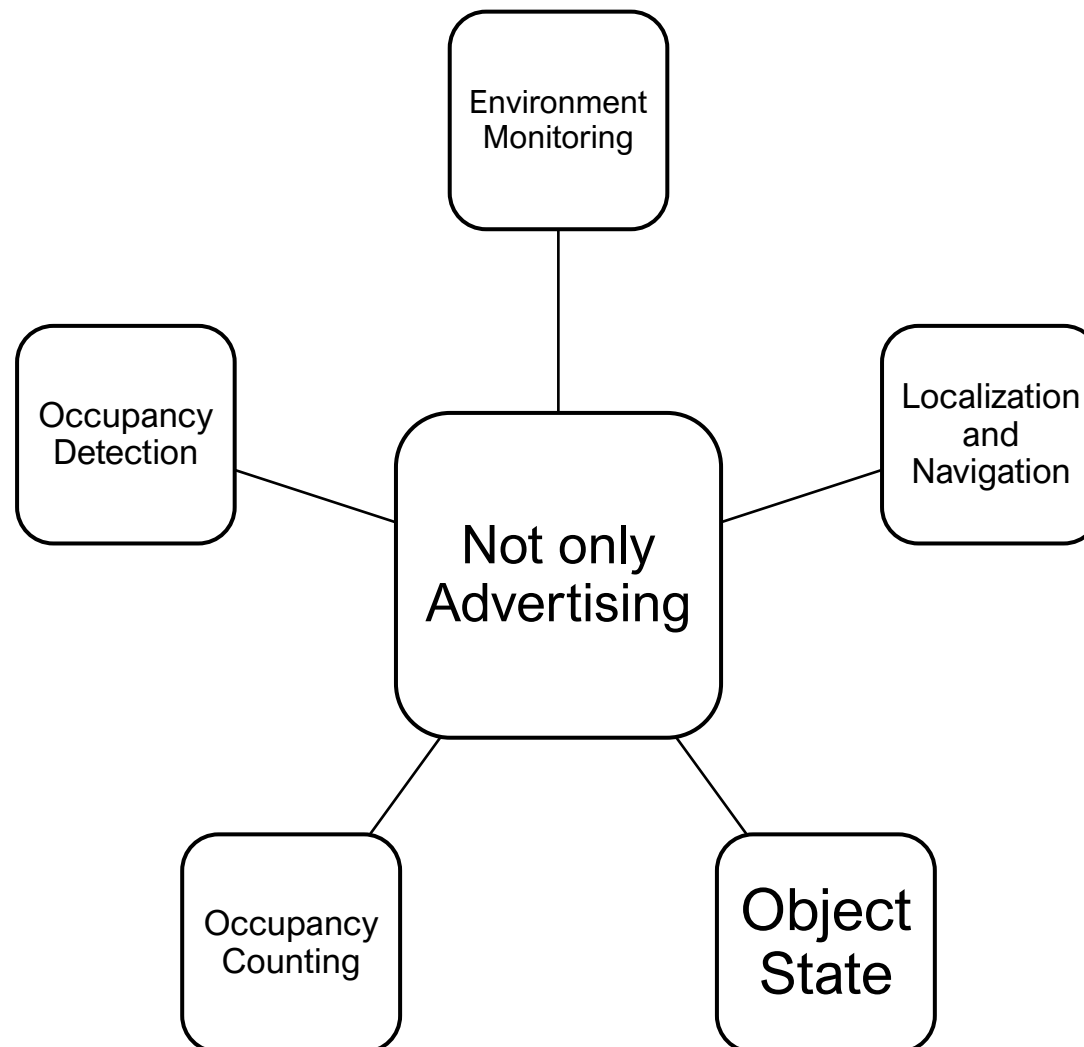 Environment
Monitoring
Occupancy
Detection
Localization
and
Navigation
Not only
Advertising
Occupancy
Counting
Object
State